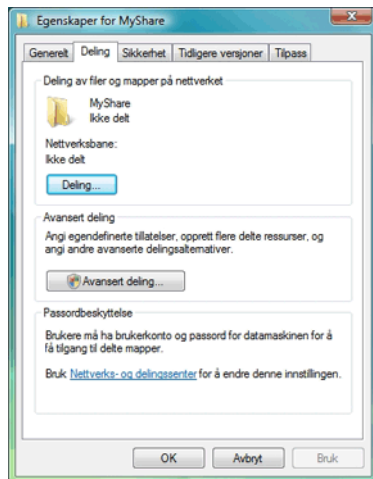 Egenskaper for MyShare
Generelt Deling Sikkerhet Tidligere versjoner Tilpass
Deling av filer og mapper på nettverket
MyShare
Ikke delt
Nettverksbane:
Ikke delt
Deling...
Avansert deling
Angi egendefinerte tillatelser, opprett flere delte ressurser, og
angi andre avanserte delingsalternativer.
Avansert deling...
Passordbeskyttelse
Brukere må ha brukerkonto og passord for datamaskinen for å
få tilgang til delte mapper.
Bruk Nettverks- og delingssenter for å endre denne innstillingen.
OK Avbryt Bruk